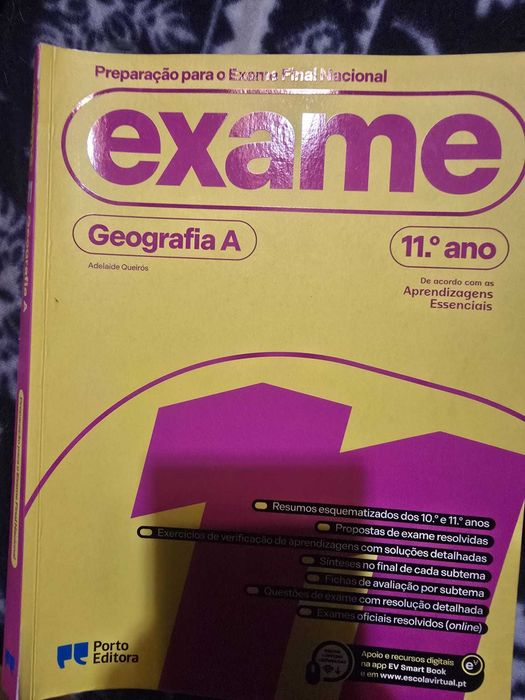 Preparação para o Exame Final Nacional
exame
Geografia A
11.º ano
Adelaide Queirós
De acordo com as
Aprendizagens
Essenciais
11
Resumos esquematizados dos 10.º e 11.º anos
Propostas de exame resolvidas
Exercícios de verificação de aprendizagens com soluções detalhadas
Sínteses no final de cada subtema
Fichas de avaliação por subtema
Questões de exame com resolução detalhada
Exames oficiais resolvidos (online)
Porto
Editora
Apoio e recursos digitais
na app EV Smart Book
e em www.escolavirtual.pt
eV
Geografia A